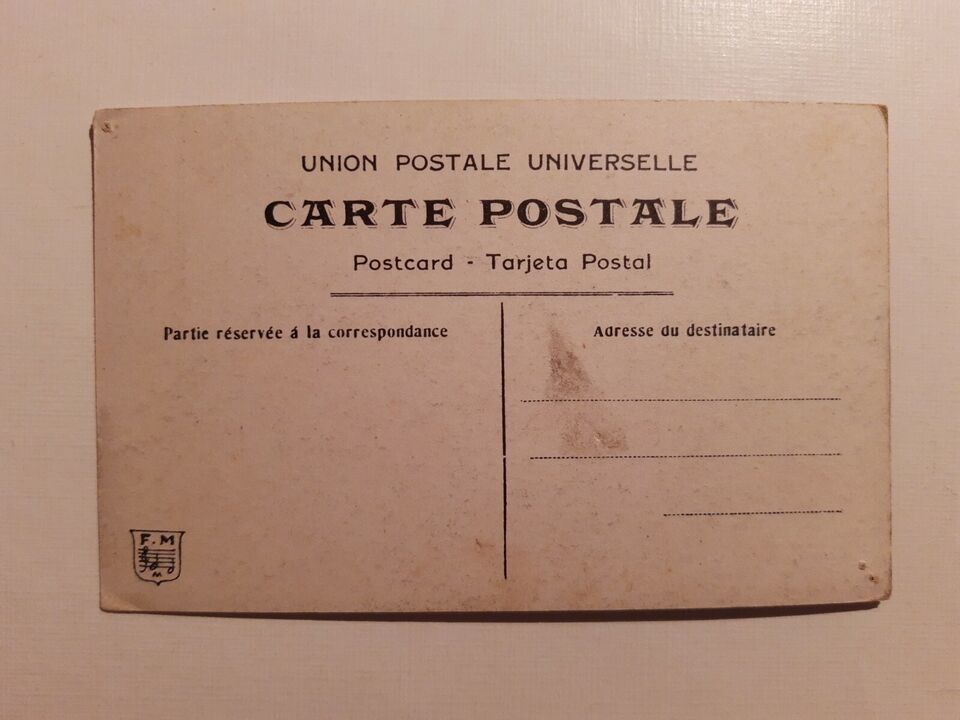 UNION POSTALE UNIVERSELLE
CARTE POSTALE
Postcard - Tarjeta Postal
Partie réservée á la correspondance
Adresse du destinataire
F. M
M